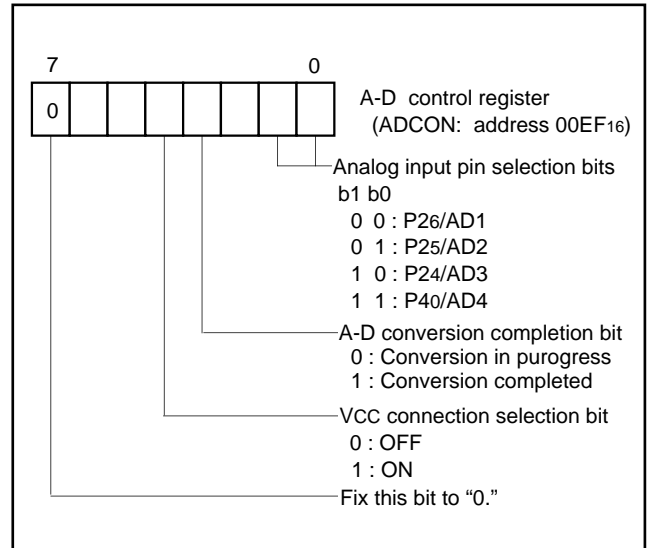 7 0
0
A-D control register
(ADCON: address 00EF16)
Analog input pin selection bits
b1 b0
0 0 : P26/AD1
0 1 : P25/AD2
1 0 : P24/AD3
1 1 : P40/AD4
A-D conversion completion bit
0 : Conversion in purogress
1 : Conversion completed
VCC connection selection bit
0 : OFF
1 : ON
Fix this bit to “0.”